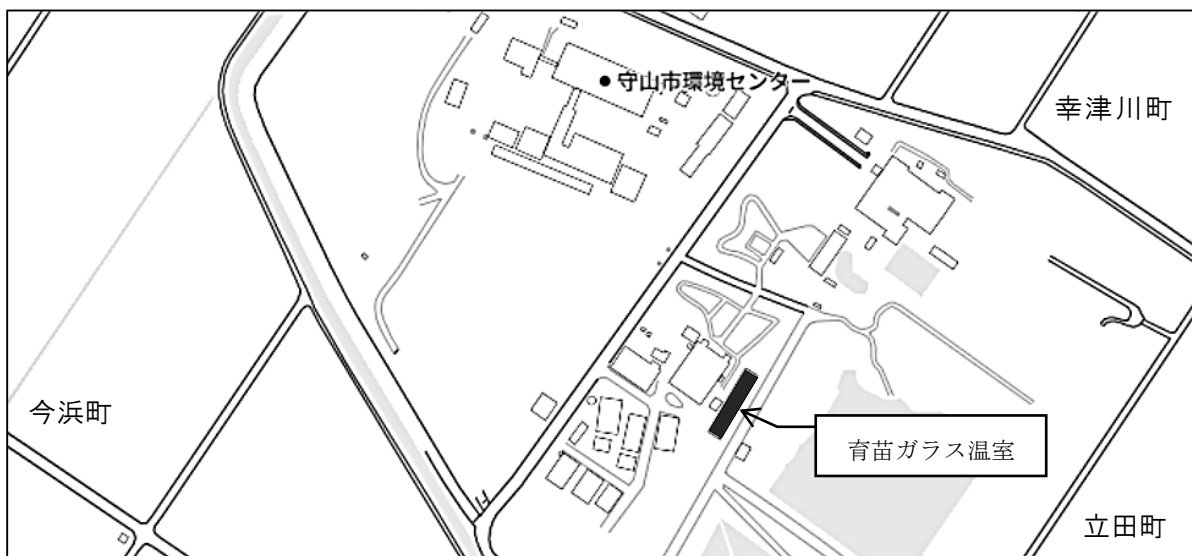 守山市環境センター
幸津川町
今浜町
育苗ガラス温室
立田町